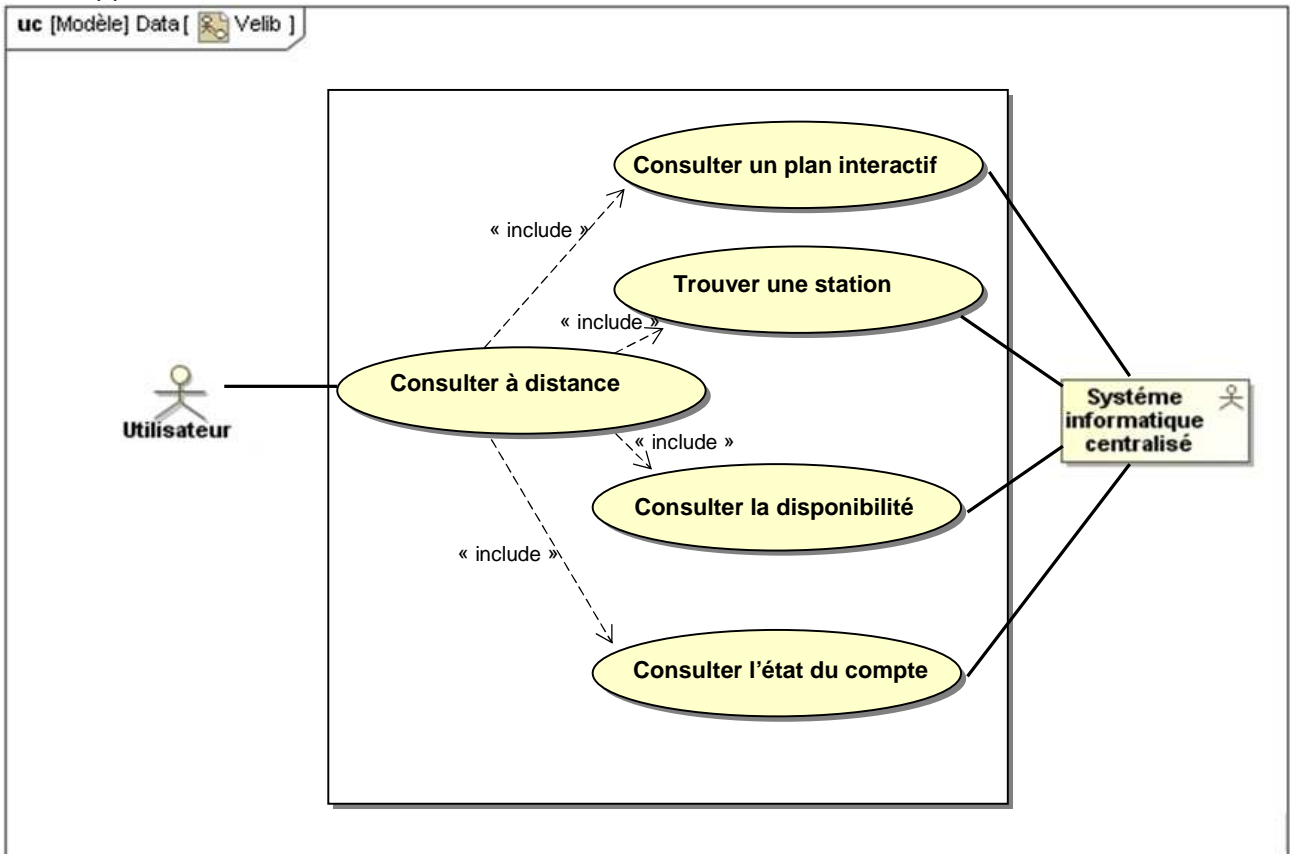 uc [Modèle] Data [ Velib ]
Consulter un plan interactif
« include »
Trouver une station
« include »
Consulter à distance
Utilisateur
Systéme
informatique
centralisé
« include »
Consulter la disponibilité
« include »
Consulter l’état du compte